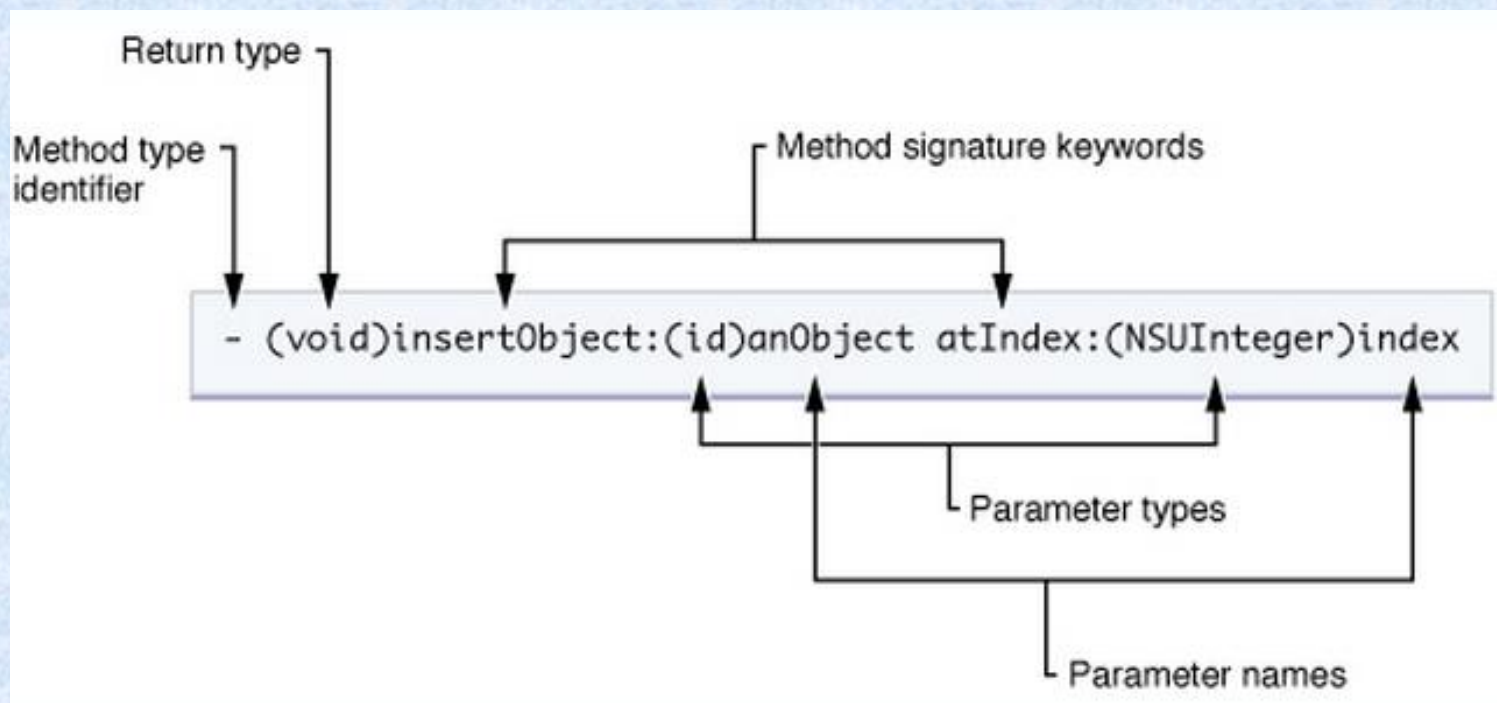 Return type
Method type
identifier
Method signature keywords
- (void)insertObject:(id)anObject atIndex:(NSUInteger)index
Parameter types
Parameter names